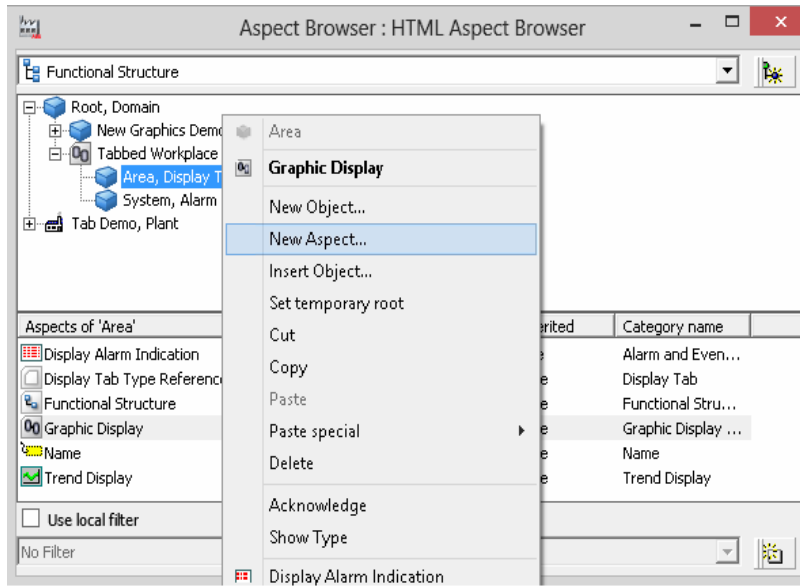 Aspect Browser : HTML Aspect Browser
Functional Structure
Root, Domain
New Graphics Demo
Tabbed Workplace
Area, Display T
System, Alarm
Tab Demo, Plant
Area
Graphic Display
New Object...
New Aspect...
Insert Object...
Set temporary root
Cut
Copy
Paste
Paste special
Delete
Acknowledge
Show Type
Display Alarm Indication
Aspects of 'Area'
erited
Category name
Display Alarm Indication
e
Alarm and Even...
Display Tab Type Reference
e
Display Tab
Functional Structure
e
Functional Stru...
Graphic Display
e
Graphic Display ...
Name
e
Name
Trend Display
e
Trend Display
Use local filter
No Filter